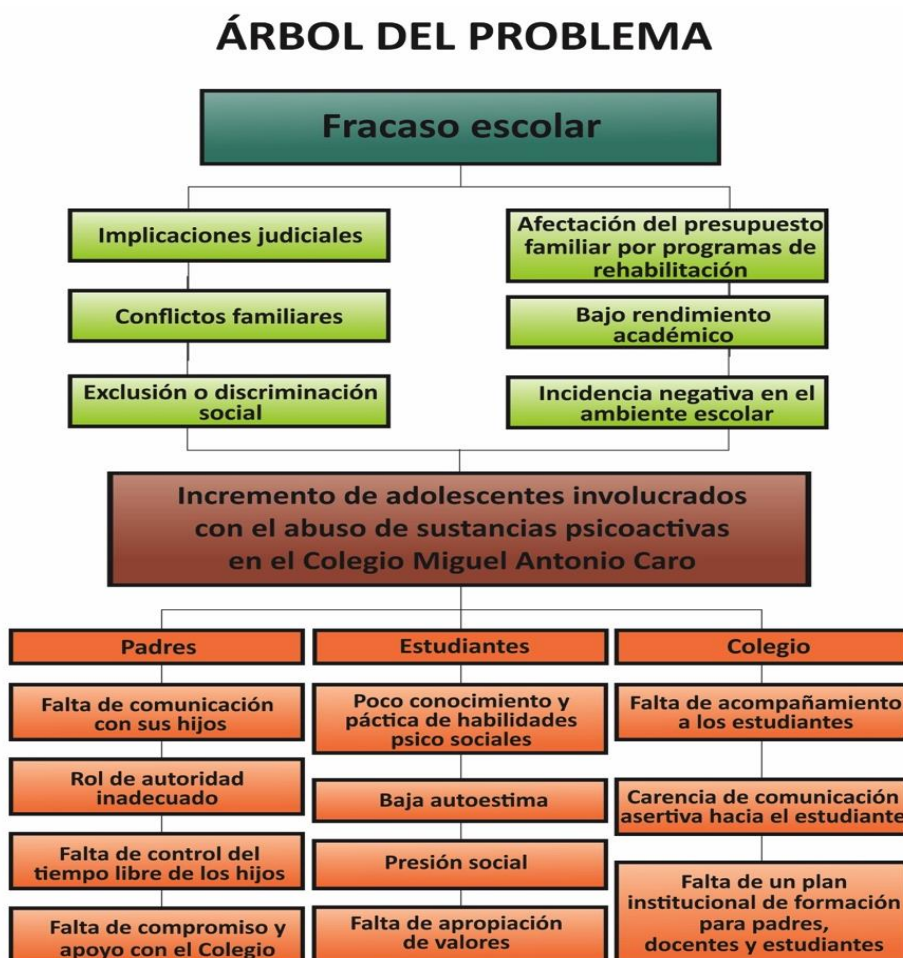 ÁRBOL DEL PROBLEMA
Fracaso escolar
Implicaciones judiciales
Conflictos familiares
Exclusión o discriminación
social
Afectación del presupuesto
familiar por programas de
rehabilitación
Bajo rendimiento
académico
Incidencia negativa en el
ambiente escolar
Incremento de adolescentes involucrados
con el abuso de sustancias psicoactivas
en el Colegio Miguel Antonio Caro
Padres
Falta de comunicación
con sus hijos
Rol de autoridad
inadecuado
Falta de control del
tiempo libre de los hijos
Falta de compromiso y
apoyo con el Colegio
Estudiantes
Poco conocimiento y
páctica de habilidades
psico sociales
Baja autoestima
Presión social
Falta de apropiación
de valores
Colegio
Falta de acompañamiento
a los estudiantes
Carencia de comunicación
asertiva hacia el estudiante
Falta de un plan
institucional de formación
para padres,
docentes y estudiantes